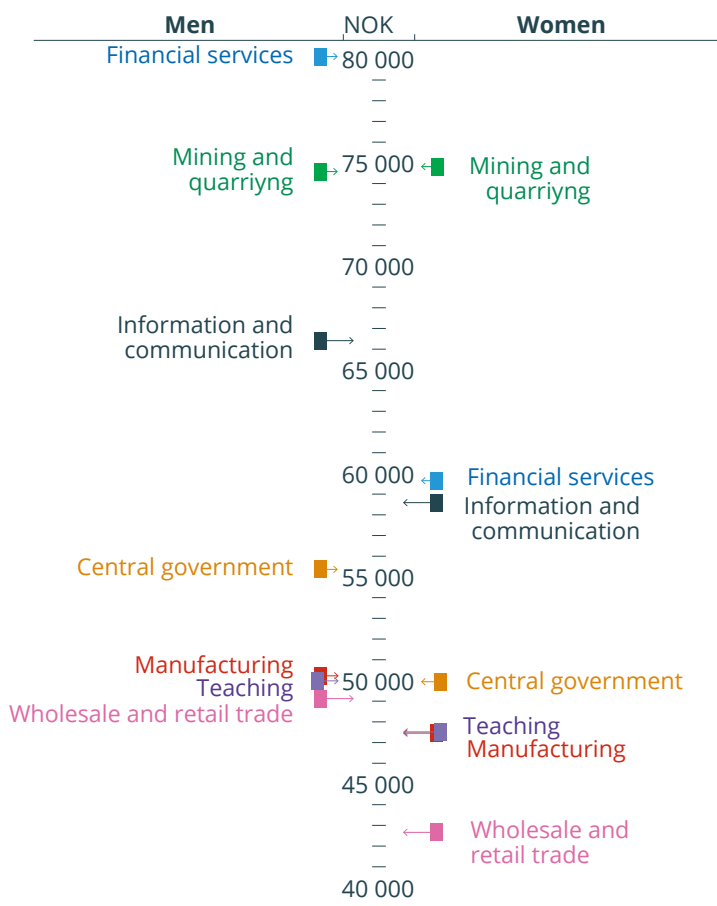 Men NOK Women
Financial services
80 000
Mining and
quarriyng
75 000
Mining and
quarriyng
70 000
Information and
communication
65 000
60 000
Financial services
Information and
communication
Central government
55 000
Manufacturing
Teaching
Wholesale and retail trade
50 000
Central government
Teaching
Manufacturing
45 000
Wholesale and
retail trade
40 000